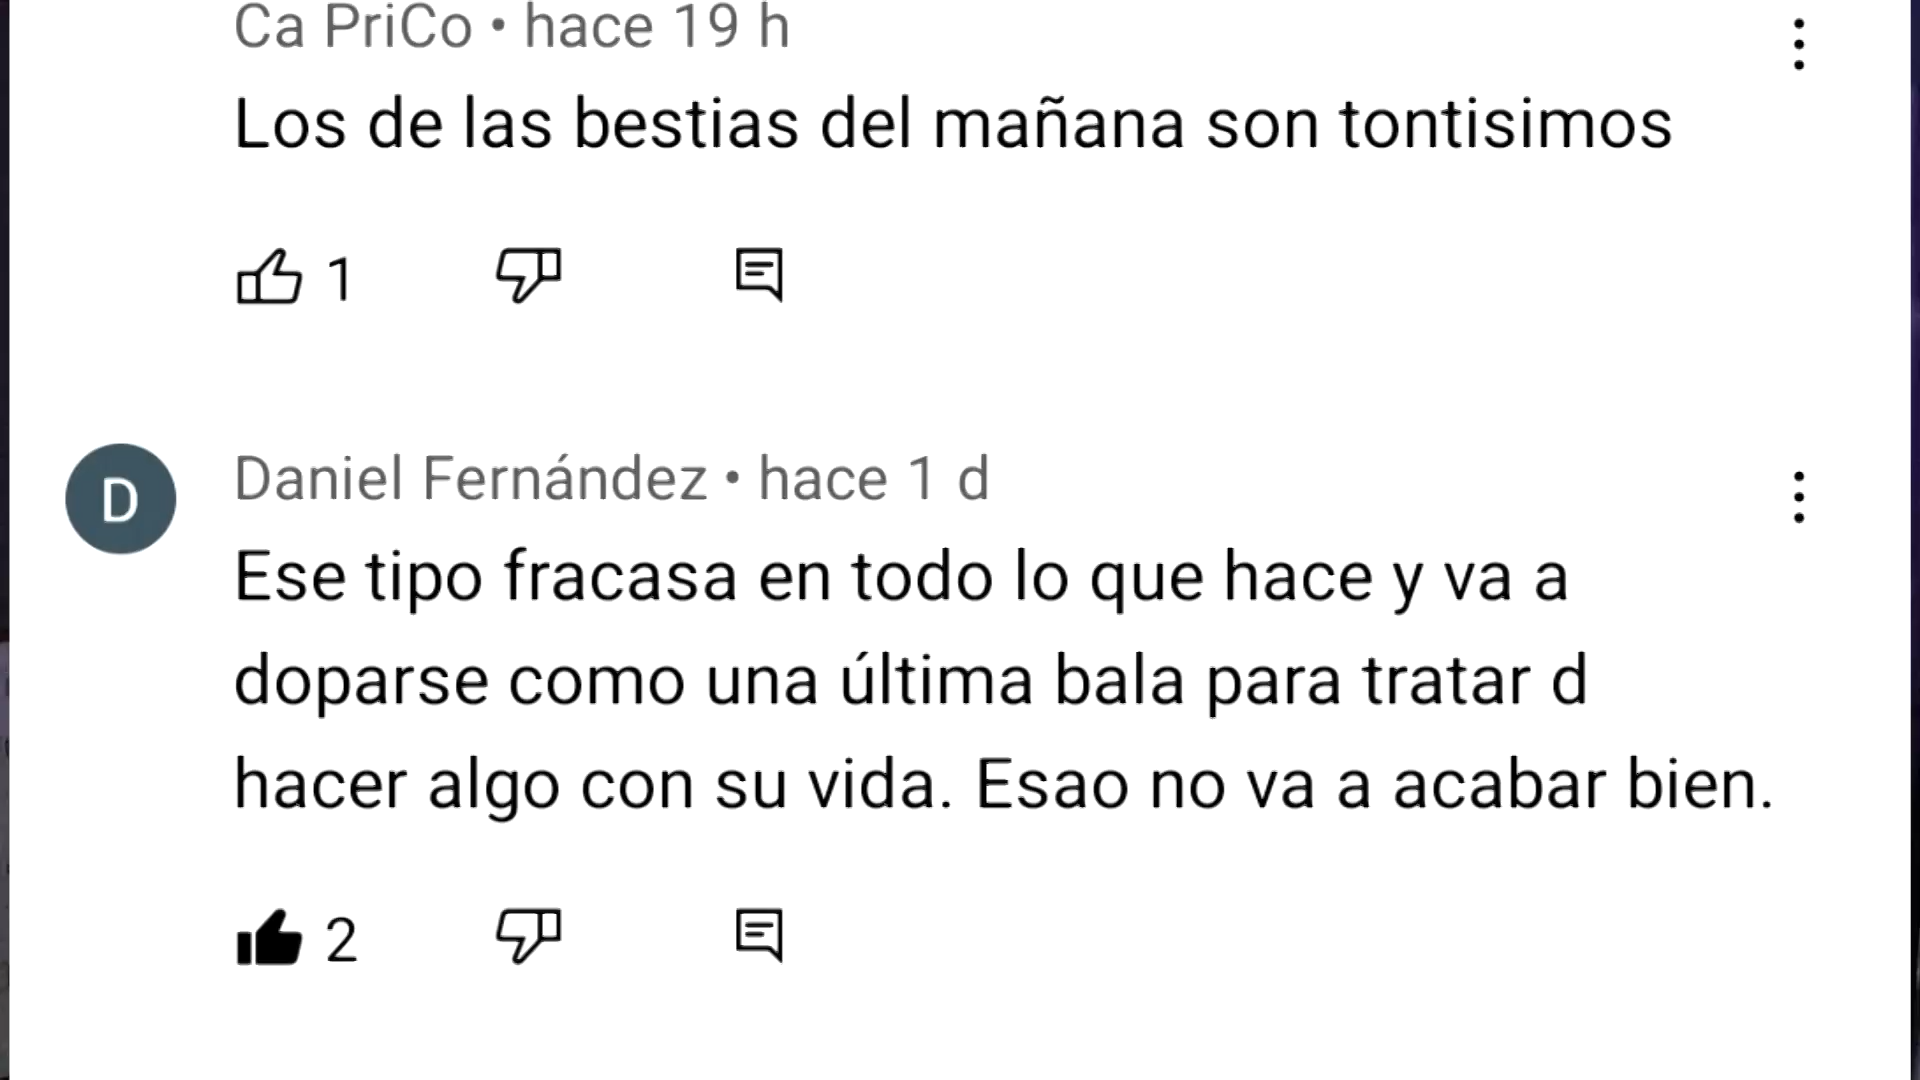 Ca PriCo • hace 19 h
Los de las bestias del mañana son tontisimos
1
D
Daniel Fernández • hace 1 d
Ese tipo fracasa en todo lo que hace y va a
doparse como una última bala para tratar d
hacer algo con su vida. Esao no va a acabar bien.
2